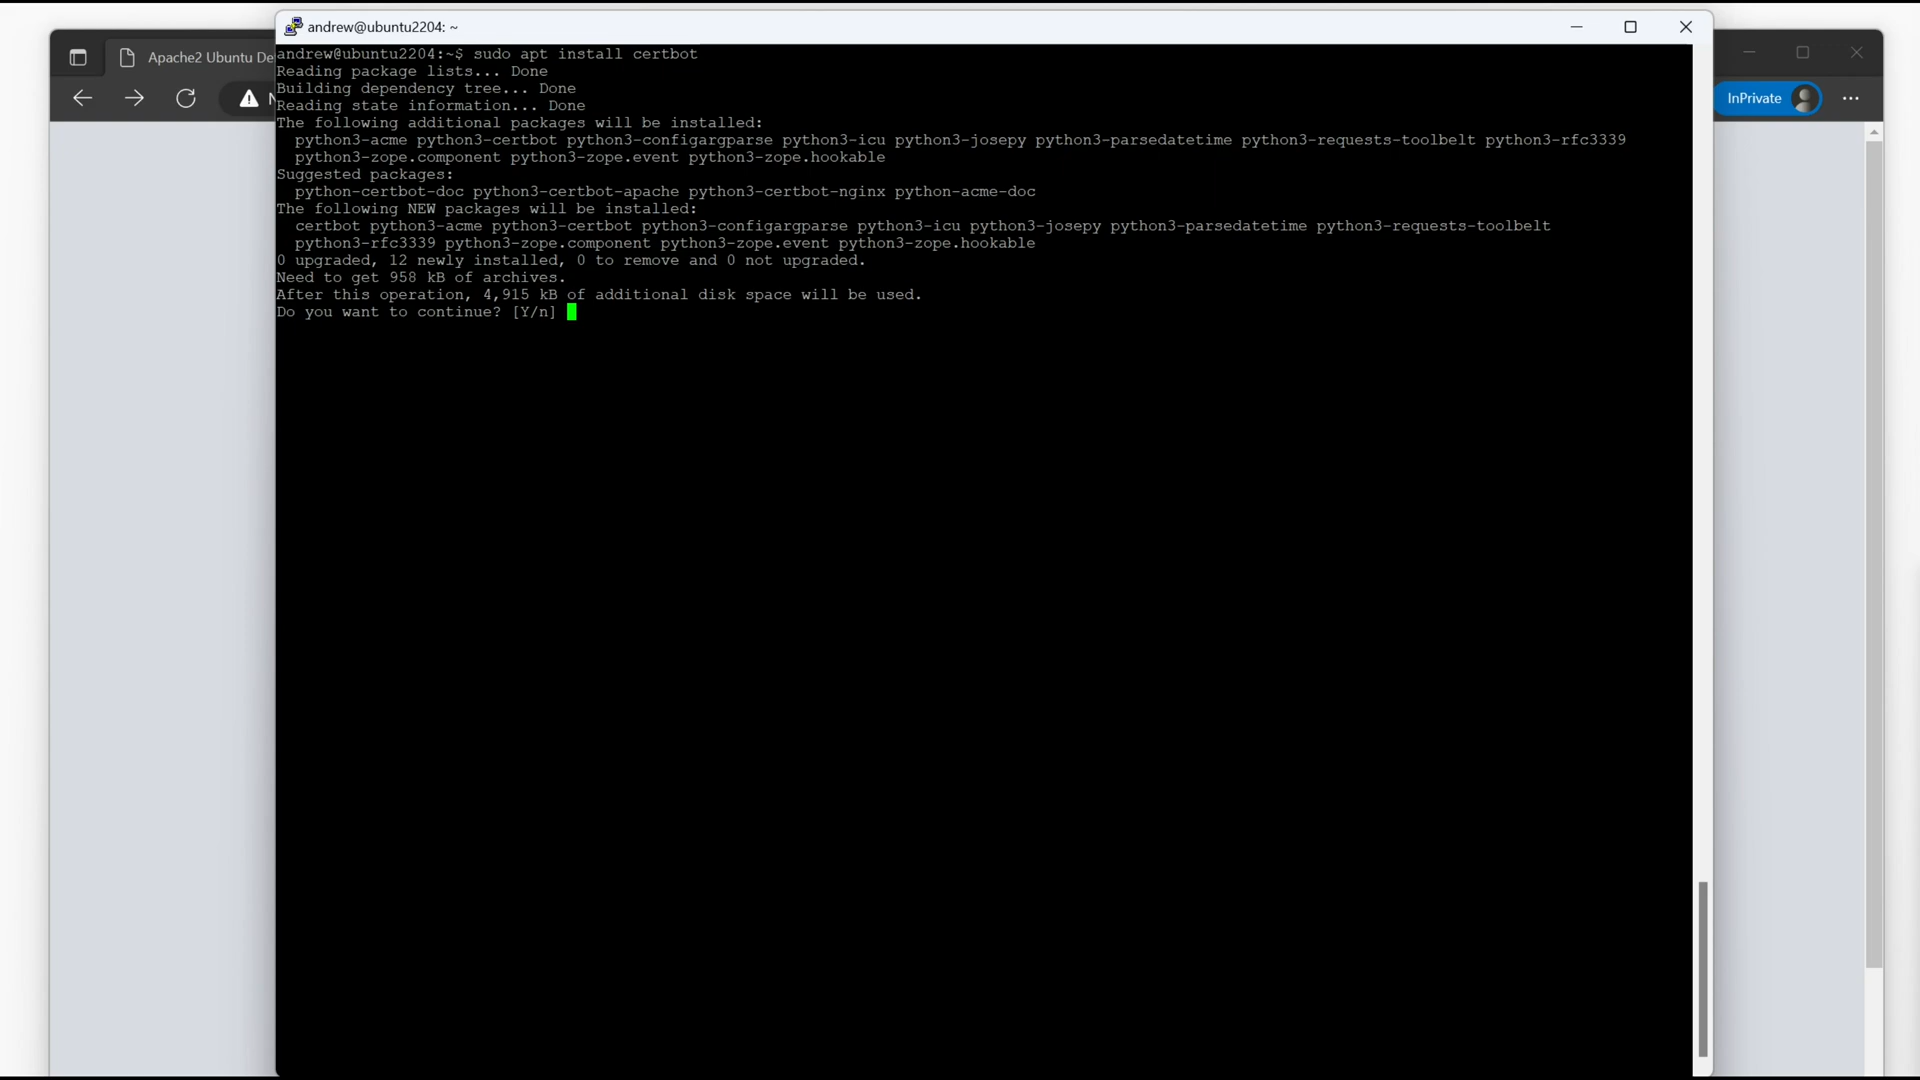 andrew@ubuntu2204: ~
Apache2 Ubuntu De
InPrivate
andrew@ubuntu2204:~$ sudo apt install certbot
Reading package lists... Done
Building dependency tree... Done
Reading state information... Done
The following additional packages will be installed:
  python3-acme python3-certbot python3-configargparse python3-icu python3-josepy python3-parsedatetime python3-requests-toolbelt python3-rfc3339
  python3-zope.component python3-zope.event python3-zope.hookable
Suggested packages:
  python-certbot-doc python3-certbot-apache python3-certbot-nginx python-acme-doc
The following NEW packages will be installed:
  certbot python3-acme python3-certbot python3-configargparse python3-icu python3-josepy python3-parsedatetime python3-requests-toolbelt
  python3-rfc3339 python3-zope.component python3-zope.event python3-zope.hookable
0 upgraded, 12 newly installed, 0 to remove and 0 not upgraded.
Need to get 958 kB of archives.
After this operation, 4,915 kB of additional disk space will be used.
Do you want to continue? [Y/n]